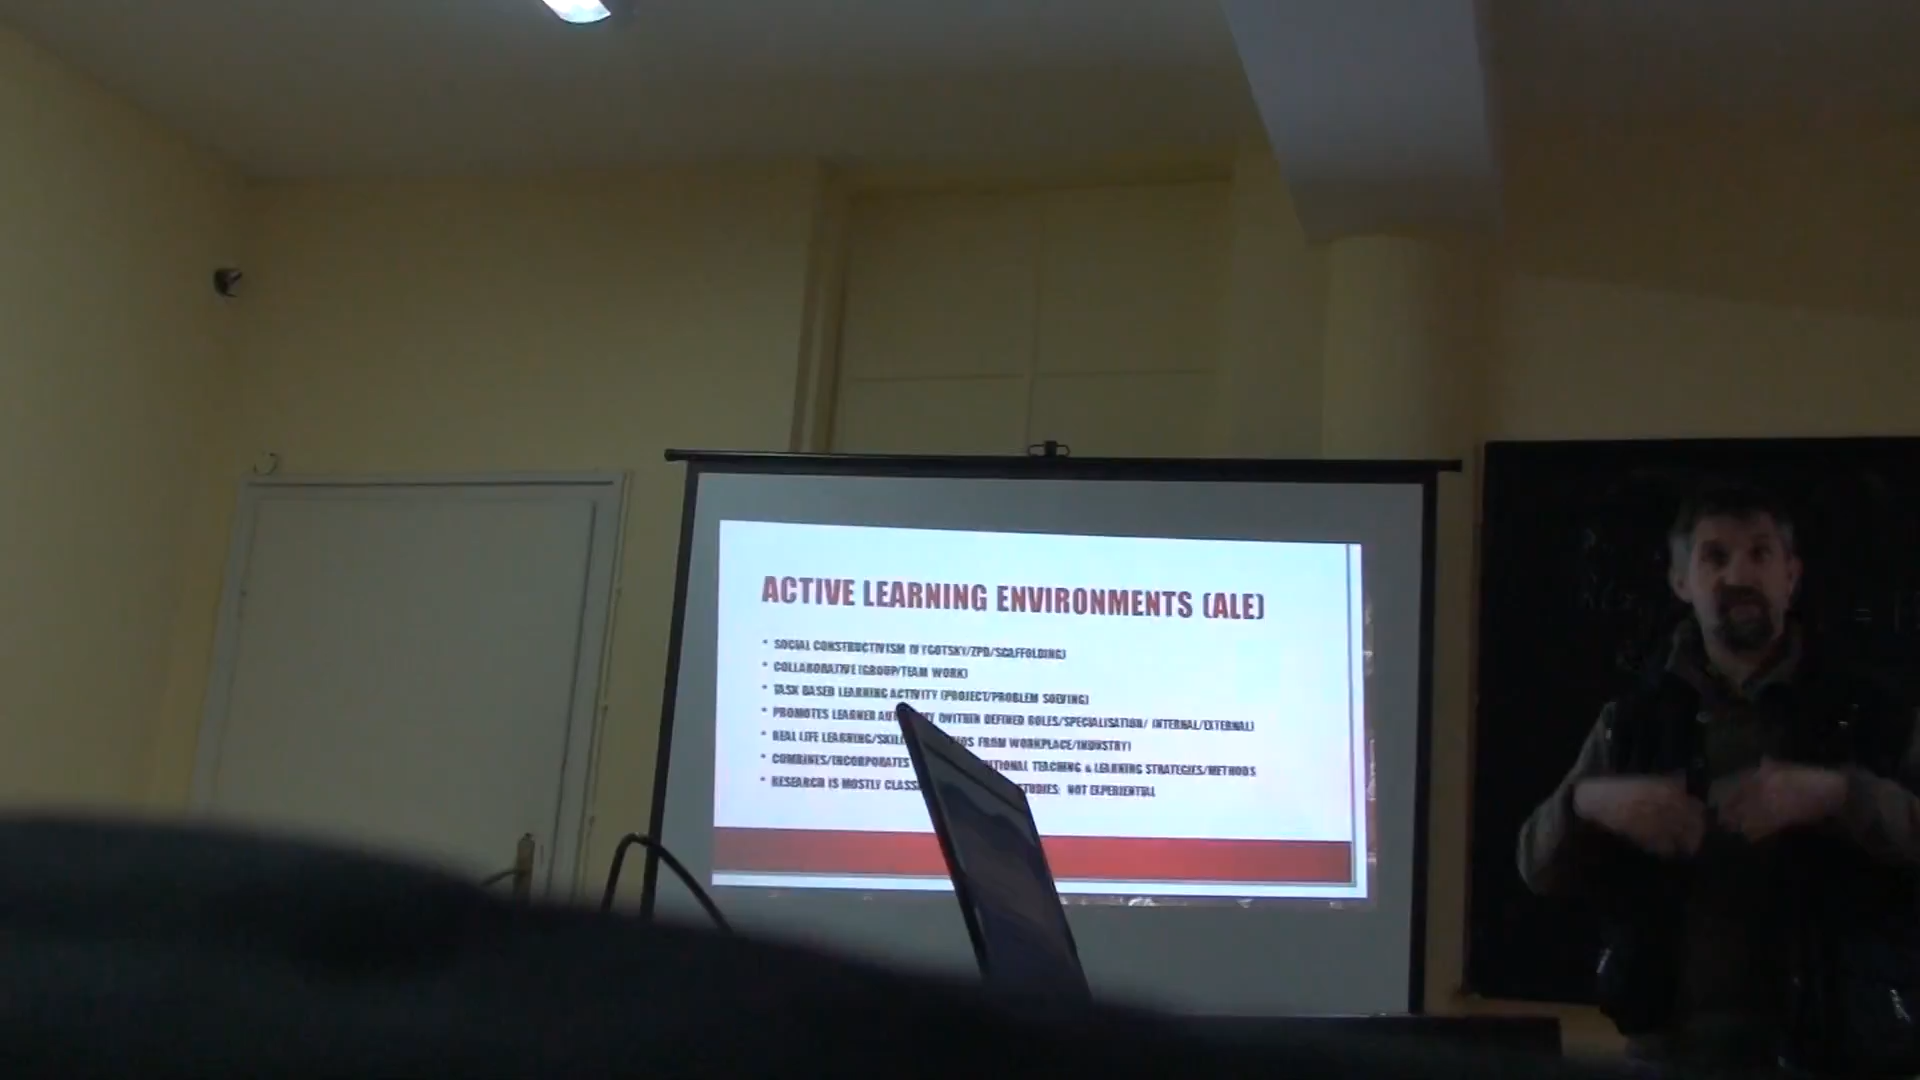 ACTIVE LEARNING ENVIRONMENTS (ALE)
• SOCIAL CONSTRUCTIVISM (VYGOTSKY/ZPD/SCAFFOLDING)
• COLLABORATIVE (GROUP/TEAM WORK)
• TASK BASED LEARNING ACTIVITY (PROJECT/PROBLEM SOLVING)
• PROMOTES LEARNER (WITHIN DEFINED ROLES/SPECIALISATION/ INTERNAL/EXTERNAL)
• REAL LIFE LEARNING/ FROM WORKPLACE/INDUSTRY)
• COMBINES/INCORPORATES TEACHING & LEARNING STRATEGIES/METHODS
• RESEARCH IS MOSTLY NOT EXPERIENTIAL